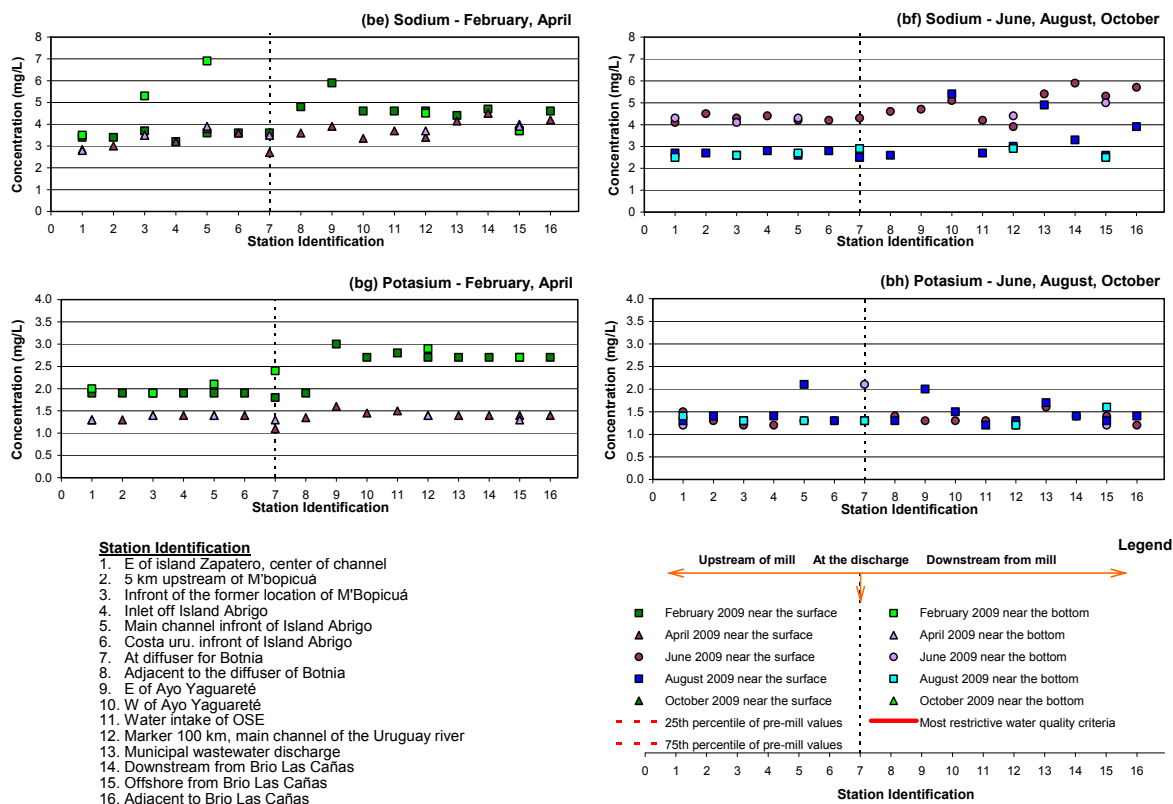 (be) Sodium - February, April
Concentration (mg/L)
8
7
6
5
4
3
2
1
0
0 1 2 3 4 5 6 7 8 9 10 11 12 13 14 15 16
Station Identification
(bf) Sodium - June, August, October
Concentration (mg/L)
8
7
6
5
4
3
2
1
0
0 1 2 3 4 5 6 7 8 9 10 11 12 13 14 15 16
Station Identification
(bg) Potasium - February, April
Concentration (mg/L)
4.0
3.5
3.0
2.5
2.0
1.5
1.0
0.5
0.0
0 1 2 3 4 5 6 7 8 9 10 11 12 13 14 15 16
Station Identification
(bh) Potasium - June, August, October
Concentration (mg/L)
4.0
3.5
3.0
2.5
2.0
1.5
1.0
0.5
0.0
0 1 2 3 4 5 6 7 8 9 10 11 12 13 14 15 16
Station Identification
Station Identification
1. E of island Zapatero, center of channel
2. 5 km upstream of M'bopicuá
3. Infront of the former location of M'Bopicuá
4. Inlet off Island Abrigo
5. Main channel infront of Island Abrigo
6. Costa uru. infront of Island Abrigo
7. At diffuser for Botnia
8. Adjacent to the diffuser of Botnia
9. E of Ayo Yaguareté
10. W of Ayo Yaguareté
11. Water intake of OSE
12. Marker 100 km, main channel of the Uruguay river
13. Municipal wastewater discharge
14. Downstream from Brio Las Cañas
15. Offshore from Brio Las Cañas
16. Adjacent to Brio Las Cañas
Legend
Upstream of mill At the discharge Downstream from mill
February 2009 near the surface
February 2009 near the bottom
April 2009 near the surface
April 2009 near the bottom
June 2009 near the surface
June 2009 near the bottom
August 2009 near the surface
August 2009 near the bottom
October 2009 near the surface
October 2009 near the bottom
25th percentile of pre-mill values
Most restrictive water quality criteria
75th percentile of pre-mill values
0 1 2 3 4 5 6 7 8 9 10 11 12 13 14 15 16
Station Identification